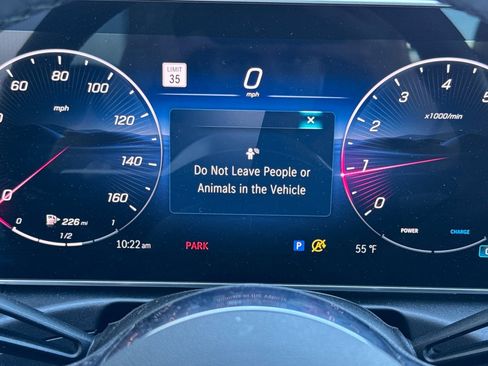 LIMIT
35
0
mph
60
80
100
120
140
160
mph
0
0
226 mi
1
1/2
10:22 am
PARK
P
Do Not Leave People or
Animals in the Vehicle
5
4
3
2
1
0
x1000/min
POWER
CHARGE
55 °F